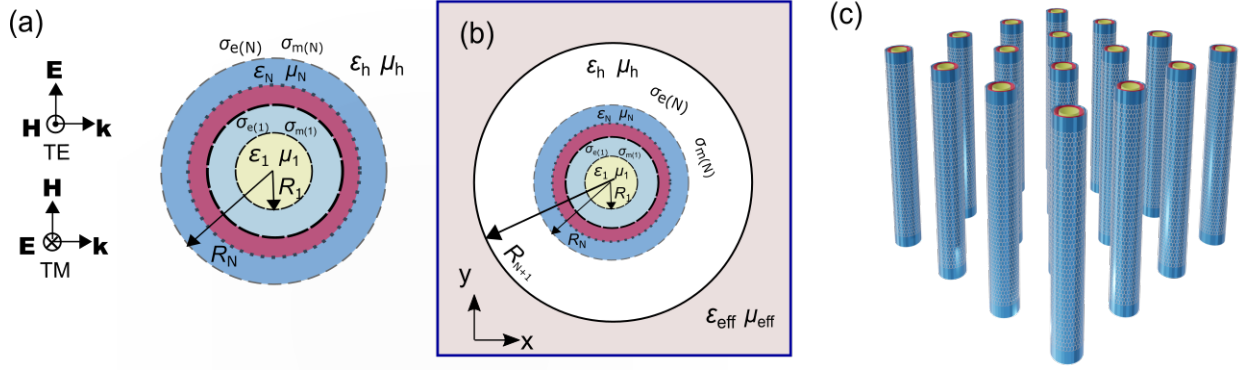 (a)
σe(N) σm(N)
εh μh
εN μN
E
H k
TE
H
E k
TM
σe(1) σm(1)
ε1 μ1
R1
RN
(b)
εh μh
σe(N)
εN μN
σm(N)
σe(1) σm(1)
ε1 μ1
R1
RN
RN+1
y
x
εeff μeff
(c)